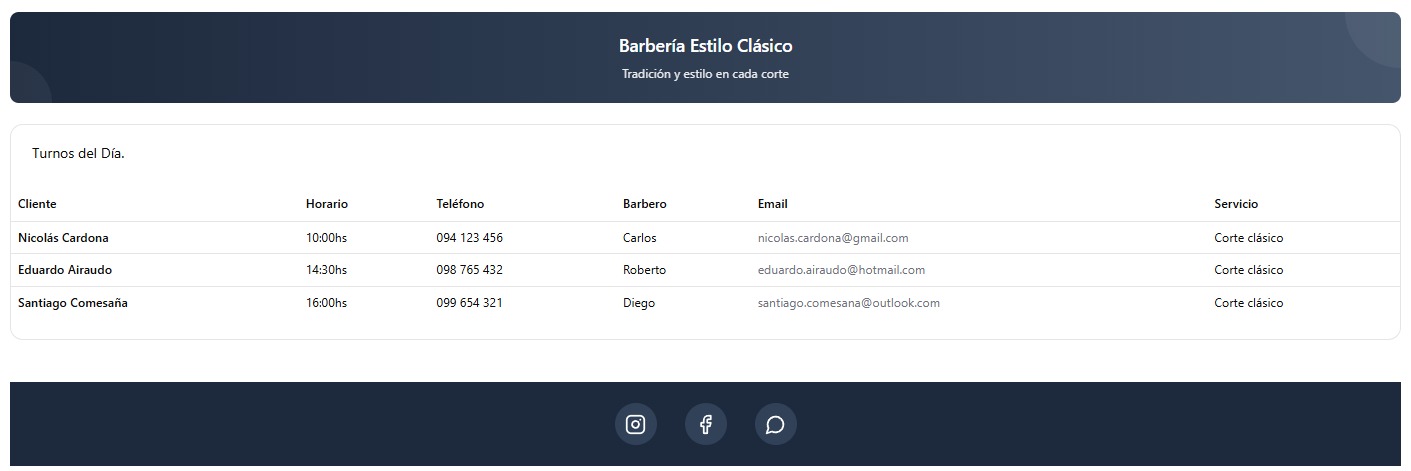 Barbería Estilo Clásico
Tradición y estilo en cada corte
Turnos del Día.
Cliente Horario Teléfono Barbero Email Servicio
Nicolás Cardona 10:00hs 094 123 456 Carlos nicolas.cardona@gmail.com Corte clásico
Eduardo Airaudo 14:30hs 098 765 432 Roberto eduardo.airaudo@hotmail.com Corte clásico
Santiago Comesaña 16:00hs 099 654 321 Diego santiago.comesana@outlook.com Corte clásico